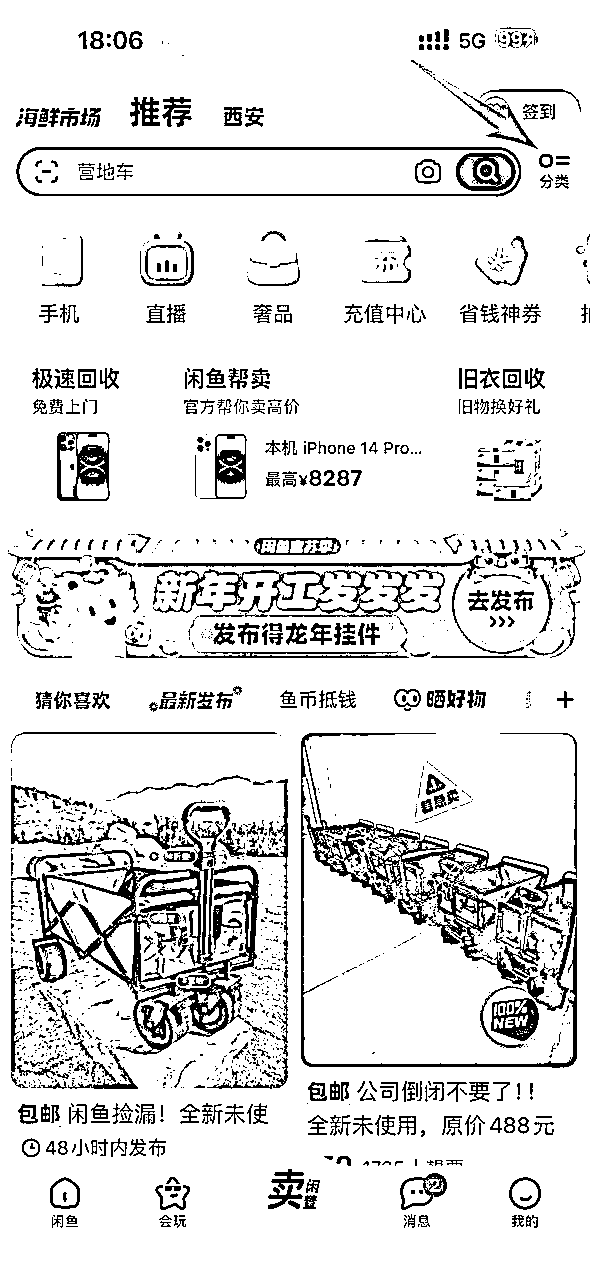 18:06 5G 99
海鲜市场 推荐 西安 签到
营地车
分类
手机 直播 奢品 充值中心 省钱神券
极速回收 闲鱼帮卖 旧衣回收
免费上门 官方帮你卖高价 旧物换好礼
本机 iPhone 14 Pro...
最高¥8287
新年开工发发发
去发布
发布得龙年挂件
猜你喜欢 最新发布 鱼币抵钱 晒好物 +
100%
NEW
包邮 闲鱼捡漏！全新未使
48小时内发布
包邮 公司倒闭不要了！！
全新未使用，原价488元
闲鱼 会玩 卖闲置 消息 我的